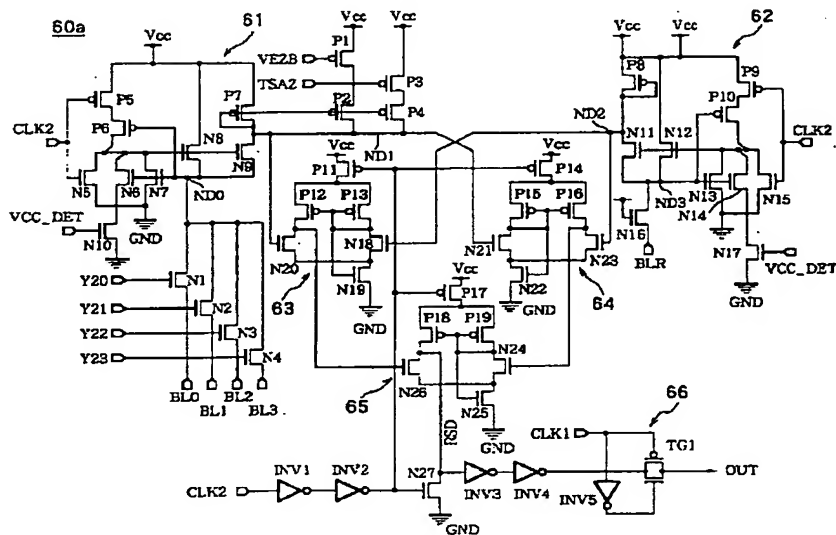 60a
61
62
Vcc
Vcc
Vcc
Vcc
Vcc
VE2B
P1
TSA2
P3
P5
P7
P2
P4
P8
P9
P10
CLK2
P6
N8
N9
ND1
ND2
N11
N12
CLK2
N5
N6
N7
ND0
GND
Vcc
P11
Vcc
P14
ND3
N13
N14
N15
P12
P13
P15
P16
N16
BLR
VCC_DET
N10
GND
N20
N18
N21
N23
N17
VCC_DET
GND
Y20
N1
63
N19
GND
N22
GND
64
Vcc
P17
Y21
N2
Y22
N3
P18
P19
Y23
N4
N24
BL0
BL1
BL2
BL3
65
N26
N25
RSD
GND
66
CLK1
TG1
CLK2
INV1
INV2
N27
INV3
INV4
INV5
OUT
GND